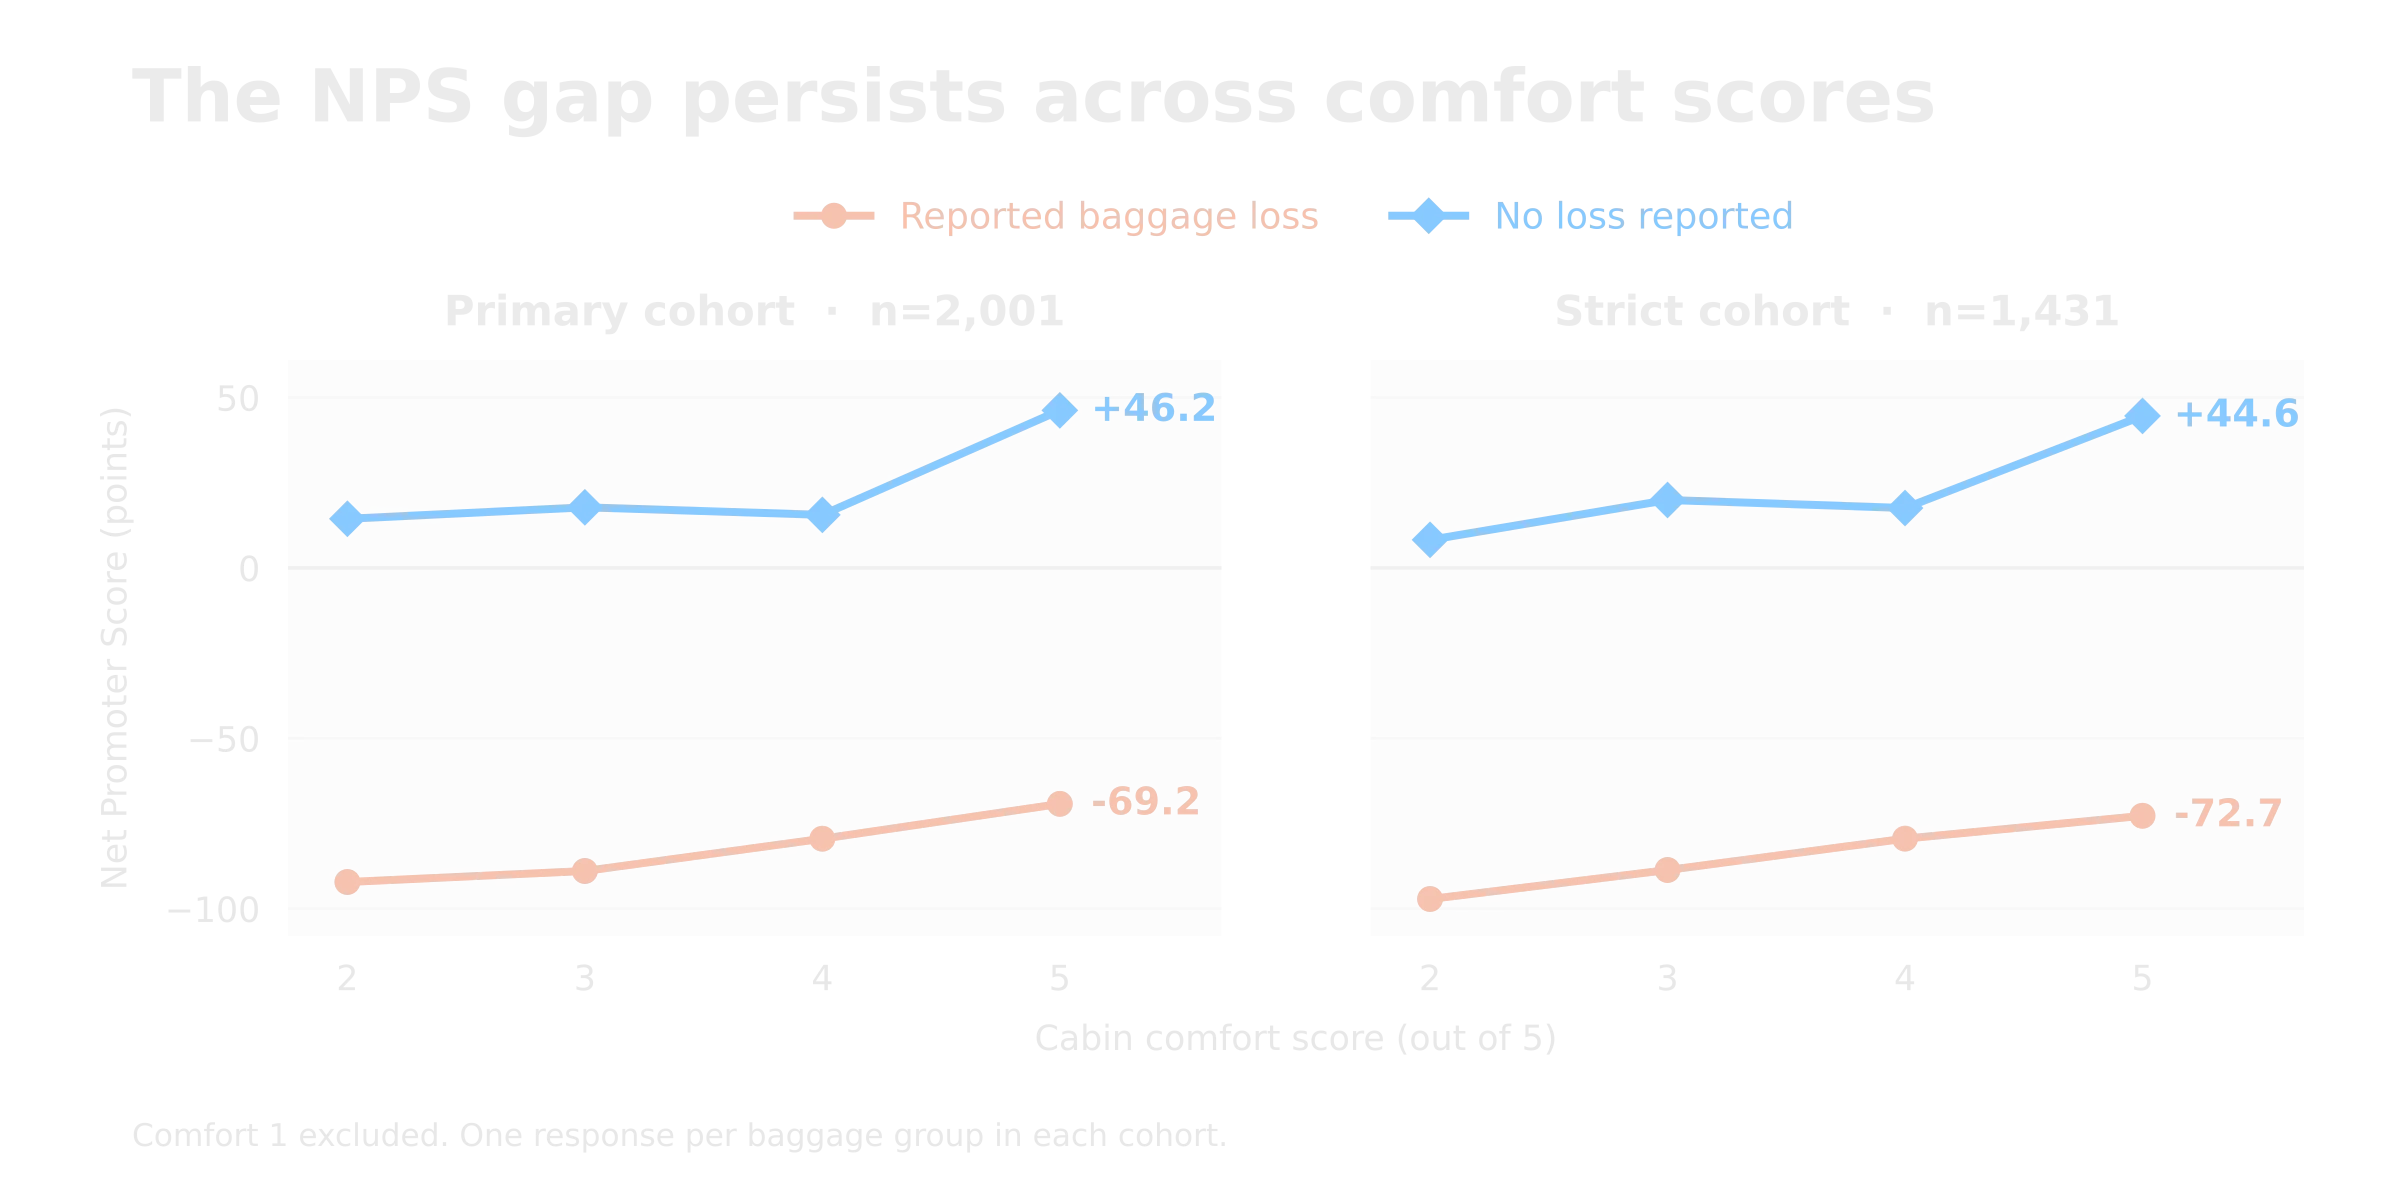 The NPS gap persists across comfort scores
Reported baggage loss
No loss reported
Primary cohort · n=2,001
Strict cohort · n=1,431
Net Promoter Score (points)
50
0
−50
−100
+46.2
-69.2
+44.6
-72.7
2 3 4 5
2 3 4 5
Cabin comfort score (out of 5)
Comfort 1 excluded. One response per baggage group in each cohort.